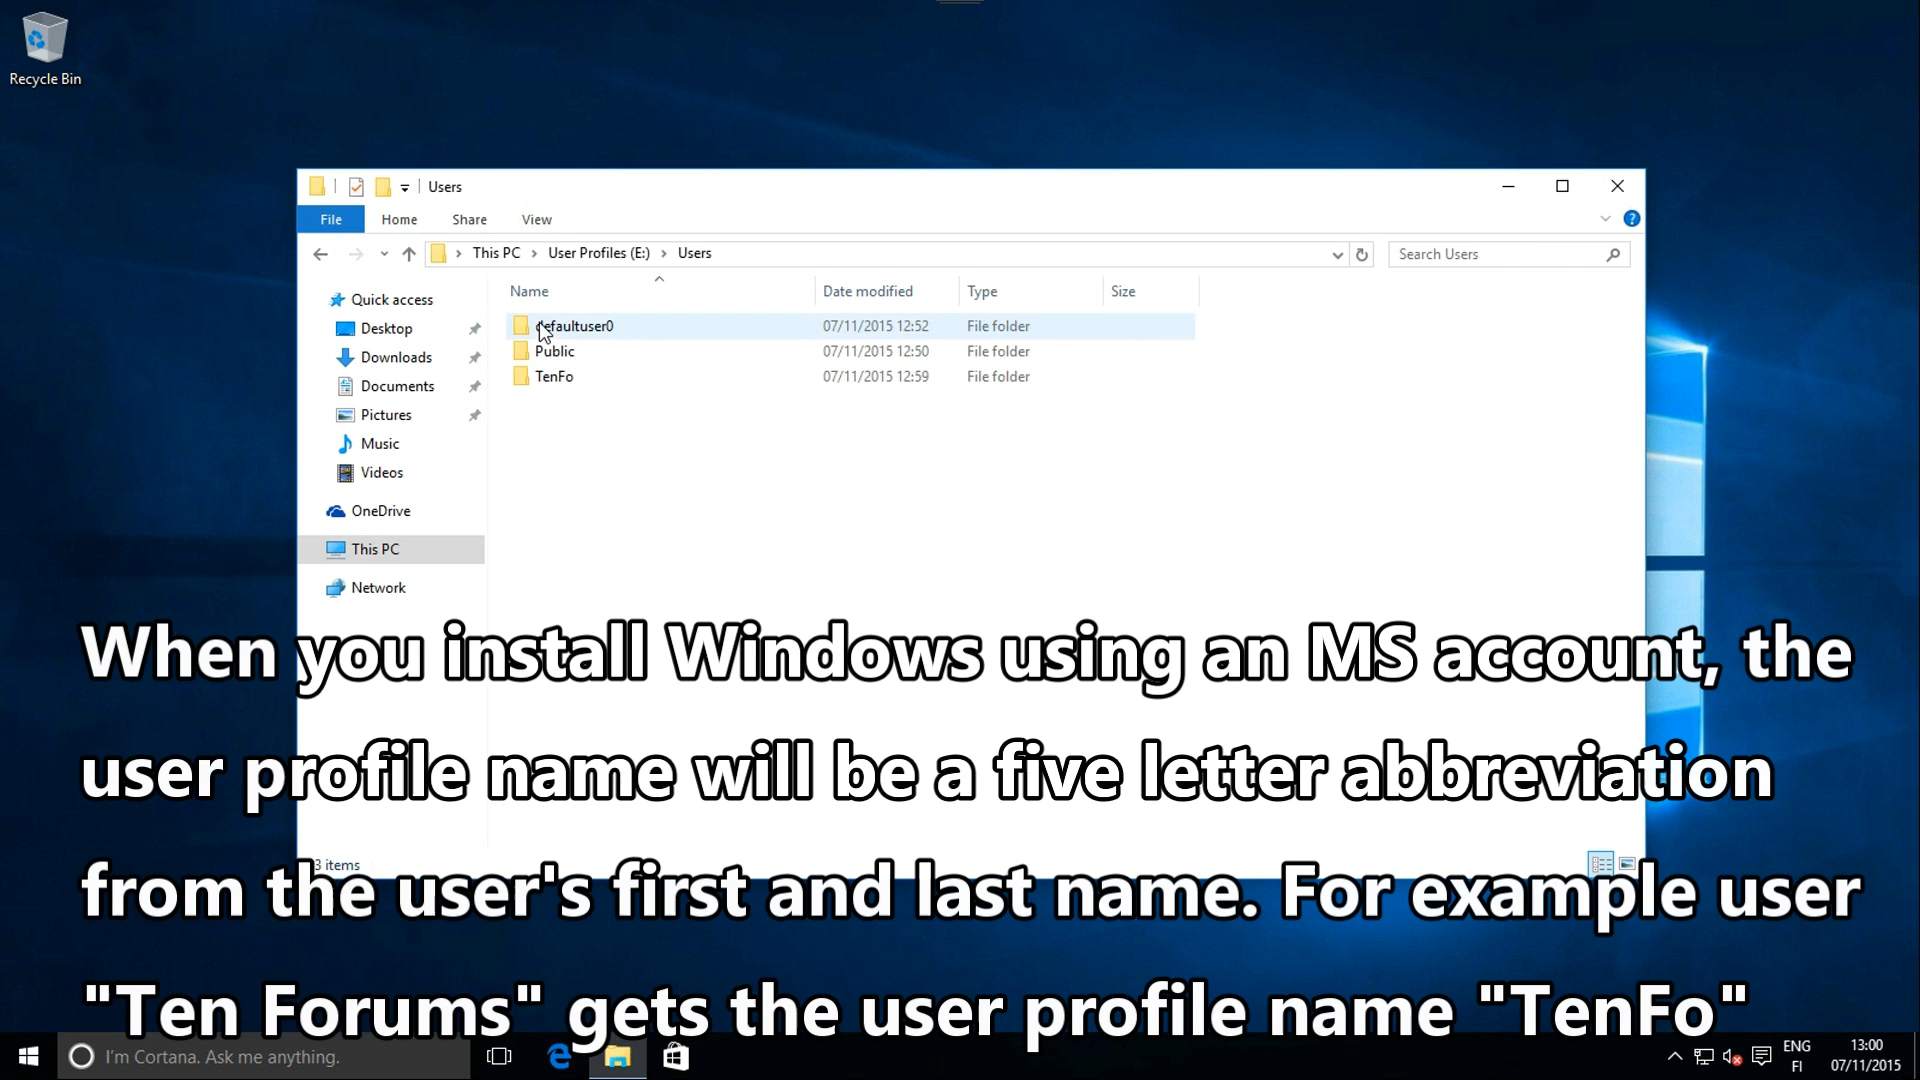 Recycle Bin
Users
File Home Share View
This PC User Profiles (E:) Users
Search Users
Name Date modified Type Size
Quick access
Desktop
Downloads
Documents
Pictures
Music
Videos
OneDrive
This PC
Network
defaultuser0 07/11/2015 12:52 File folder
Public 07/11/2015 12:50 File folder
TenFo 07/11/2015 12:59 File folder
3 items
When you install Windows using an MS account, the
user profile name will be a five letter abbreviation
from the user's first and last name. For example user
"Ten Forums" gets the user profile name "TenFo"
I'm Cortana. Ask me anything.
ENG
FI
13:00
07/11/2015